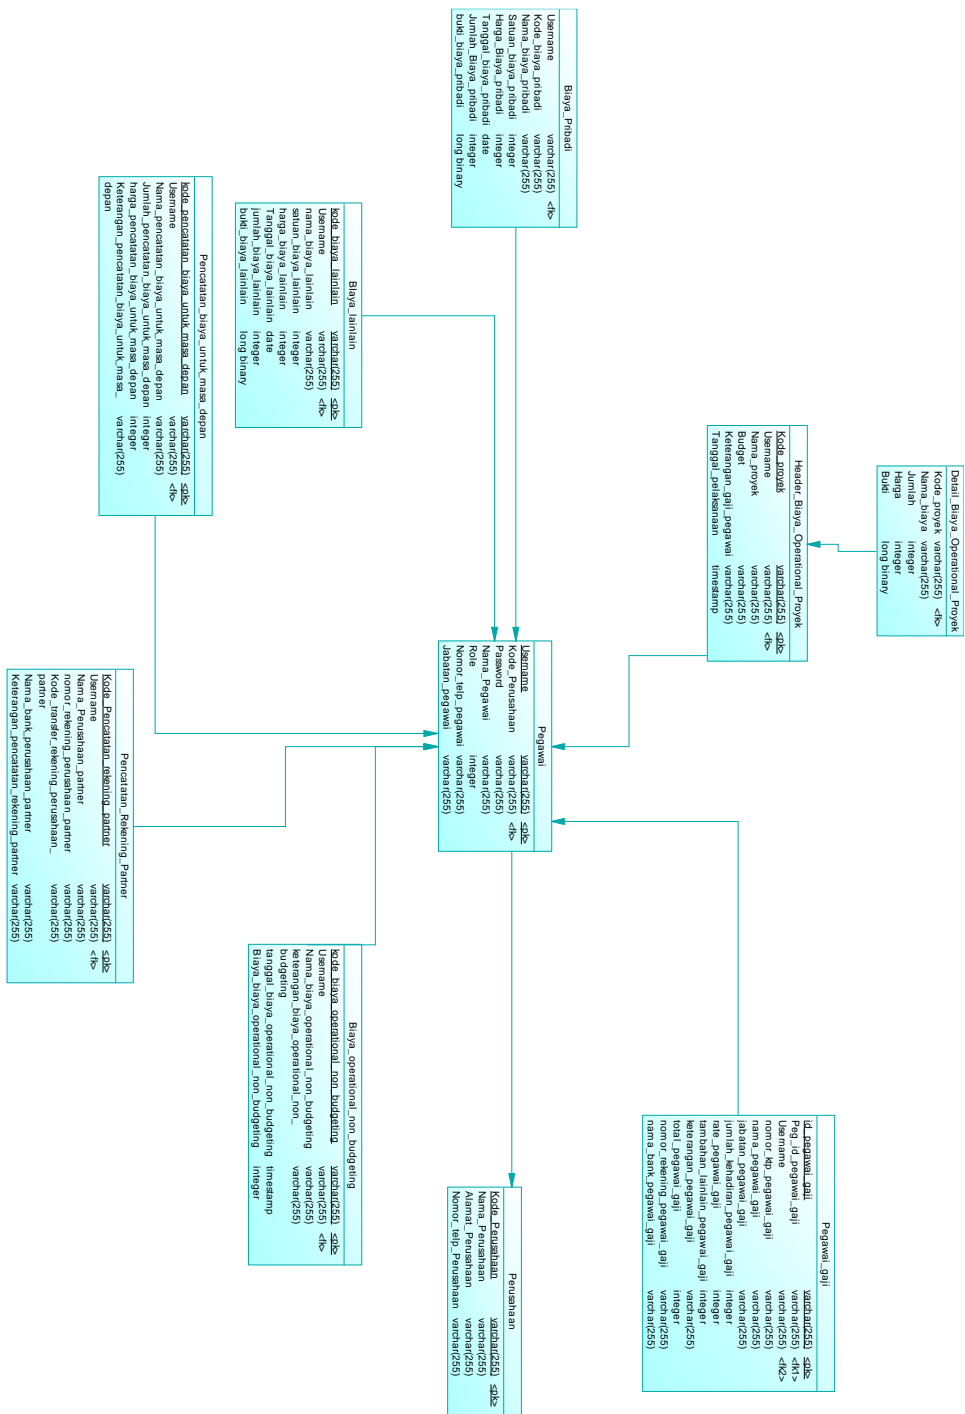 Detail_Biaya_Operational_Proyek
Kode_proyek varchar(255) <fk>
Nama_biaya varchar(255)
Jumlah integer
Harga integer
Bukti long binary
Header_Biaya_Operational_Proyek
Kode_proyek varchar(255) <pk>
Username varchar(255) <fk>
Nama_proyek varchar(255)
Budget varchar(255)
Keterangan_gaji_pegawai varchar(255)
Tanggal_pelaksanaan timestamp
Pegawai_gaji
id_pegawai_gaji varchar(255) <pk>
Peg_id_pegawai_gaji varchar(255) <fk1>
Username varchar(255) <fk2>
nomor_ktp_pegawai_gaji varchar(255)
nama_pegawai_gaji varchar(255)
jabatan_pegawai_gaji varchar(255)
jumlah_kehadiran_pegawai_gaji integer
rate_pegawai_gaji integer
tambahan_lainlain_pegawai_gaji integer
keterangan_pegawai_gaji varchar(255)
total_pegawai_gaji integer
nomor_rekening_pegawai_gaji varchar(255)
nama_bank_pegawai_gaji varchar(255)
Biaya_Pribadi
Username varchar(255) <fk>
Kode_biaya_pribadi varchar(255)
Nama_biaya_pribadi varchar(255)
Satuan_biaya_pribadi integer
Harga_Biaya_pribadi integer
Tanggal_biaya_pribadi date
Jumlah_Biaya_pribadi integer
bukti_biaya_pribadi long binary
Pegawai
Username varchar(255) <pk>
Kode_Perusahaan varchar(255) <fk>
Password varchar(255)
Nama_Pegawai varchar(255)
Role integer
Nomor_telp_pegawai varchar(255)
Jabatan_pegawai varchar(255)
Perusahaan
Kode_Perusahaan varchar(255) <pk>
Nama_Perusahaan varchar(255)
Alamat_Perusahaan varchar(255)
Nomor_telp_Perusahaan varchar(255)
Biaya_lainlain
kode_biaya_lainlain varchar(255) <pk>
Username varchar(255) <fk>
nama_biaya_lainlain varchar(255)
satuan_biaya_lainlain integer
harga_biaya_lainlain integer
Tanggal_biaya_lainlain date
jumlah_biaya_lainlain integer
bukti_biaya_lainlain long binary
Biaya_operational_non_budgeting
kode_biaya_operational_non_budgeting varchar(255) <pk>
Username varchar(255) <fk>
Nama_biaya_operational_non_budgeting varchar(255)
keterangan_biaya_operational_non_ varchar(255)
budgeting
tanggal_biaya_operational_non_budgeting timestamp
Biaya_biaya_operational_non_budgeting integer
Pencatatan_biaya_untuk_masa_depan
kode_pencatatan_biaya_untuk_masa_depan varchar(255) <pk>
Username varchar(255) <fk>
Nama_pencatatan_biaya_untuk_masa_depan varchar(255)
Jumlah_pencatatan_biaya_untuk_masa_depan integer
harga_pencatatan_biaya_untuk_masa_depan integer
Keterangan_pencatatan_biaya_untuk_masa_ varchar(255)
depan
Pencatatan_Rekening_Partner
Kode_Pencatatan_rekening_partner varchar(255) <pk>
Username varchar(255) <fk>
Nama_Perusahaan_partner varchar(255)
nomor_rekening_perusahaan_partner varchar(255)
Kode_transfer_rekening_perusahaan_ varchar(255)
partner
Nama_bank_perusahaan_partner varchar(255)
Keterangan_pencatatan_rekening_partner varchar(255)